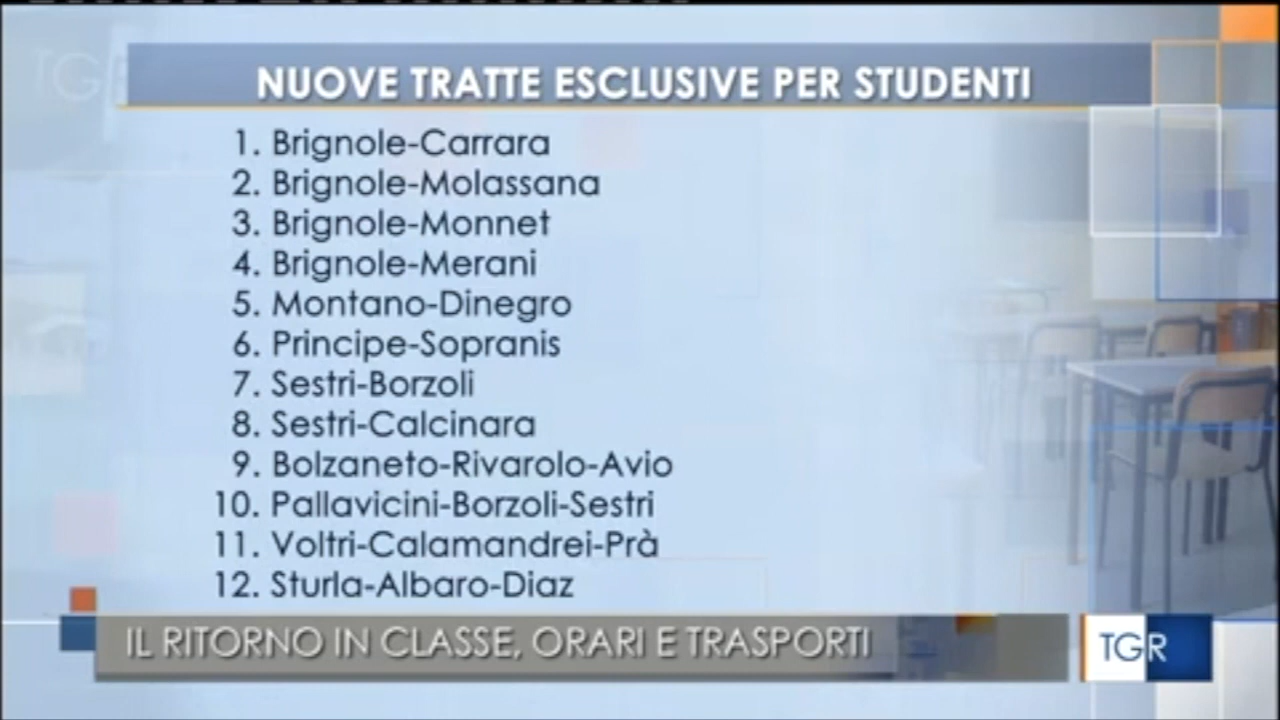 TGR
NUOVE TRATTE ESCLUSIVE PER STUDENTI
1. Brignole-Carrara
2. Brignole-Molassana
3. Brignole-Monnet
4. Brignole-Merani
5. Montano-Dinegro
6. Principe-Sopranis
7. Sestri-Borzoli
8. Sestri-Calcinara
9. Bolzaneto-Rivarolo-Avio
10. Pallavicini-Borzoli-Sestri
11. Voltri-Calamandrei-Prà
12. Sturla-Albaro-Diaz
IL RITORNO IN CLASSE, ORARI E TRASPORTI
TGR